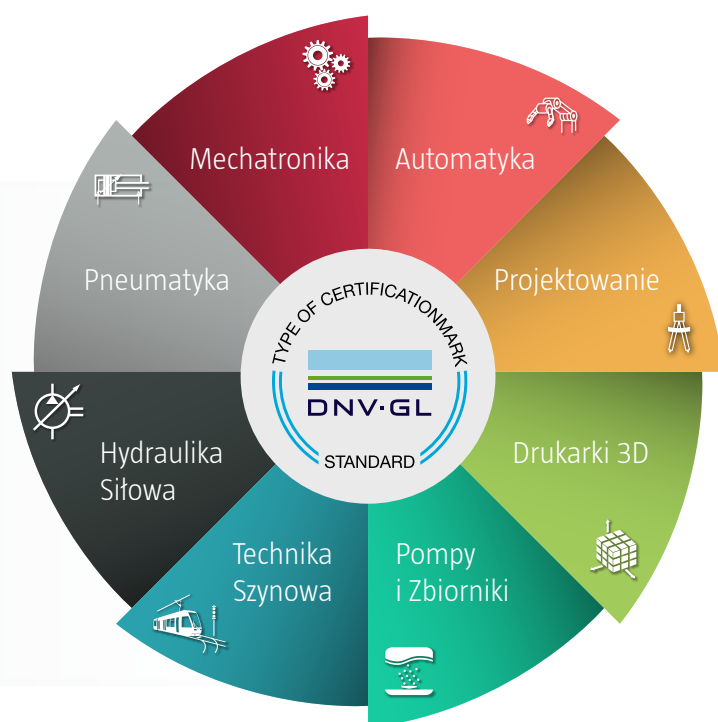 Mechatronika
Automatyka
Pneumatyka
Projektowanie
TYPE OF CERTIFICATIONMARK
DNV·GL
STANDARD
Hydraulika
Siłowa
Drukarki 3D
Technika
Szynowa
Pompy
i Zbiorniki